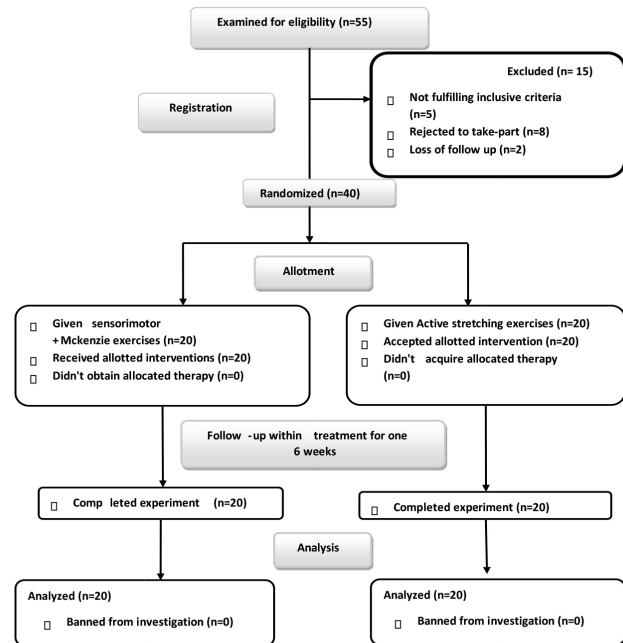 Examined for eligibility (n=55)
Excluded (n= 15)
Not fulfilling inclusive criteria
(n=5)
Rejected to take-part (n=8)
Loss of follow up (n=2)
Registration
Randomized (n=40)
Allotment
Given sensorimotor
+Mckenzie exercises (n=20)
Received allotted interventions (n=20)
Didn't obtain allocated therapy (n=0)
Given Active stretching exercises (n=20)
Accepted allotted intervention (n=20)
Didn't acquire allocated therapy
(n=0)
Follow -up within treatment for one
6 weeks
Comp leted experiment (n=20)
Completed experiment (n=20)
Analysis
Analyzed (n=20)
Banned from investigation (n=0)
Analyzed (n=20)
Banned from investigation (n=0)